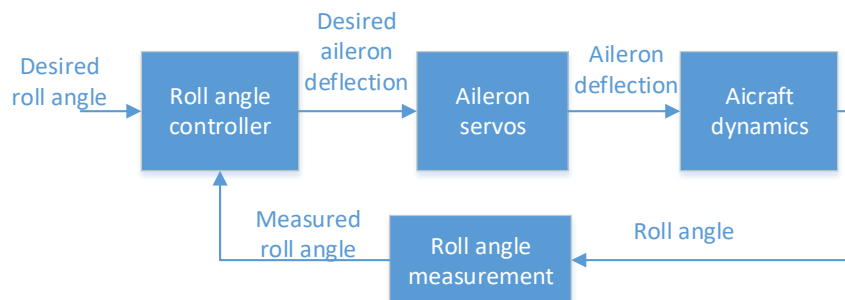 Desired
roll angle
Roll angle
controller
Desired
aileron
deflection
Aileron
servos
Aileron
deflection
Aicraft
dynamics
Measured
roll angle
Roll angle
measurement
Roll angle